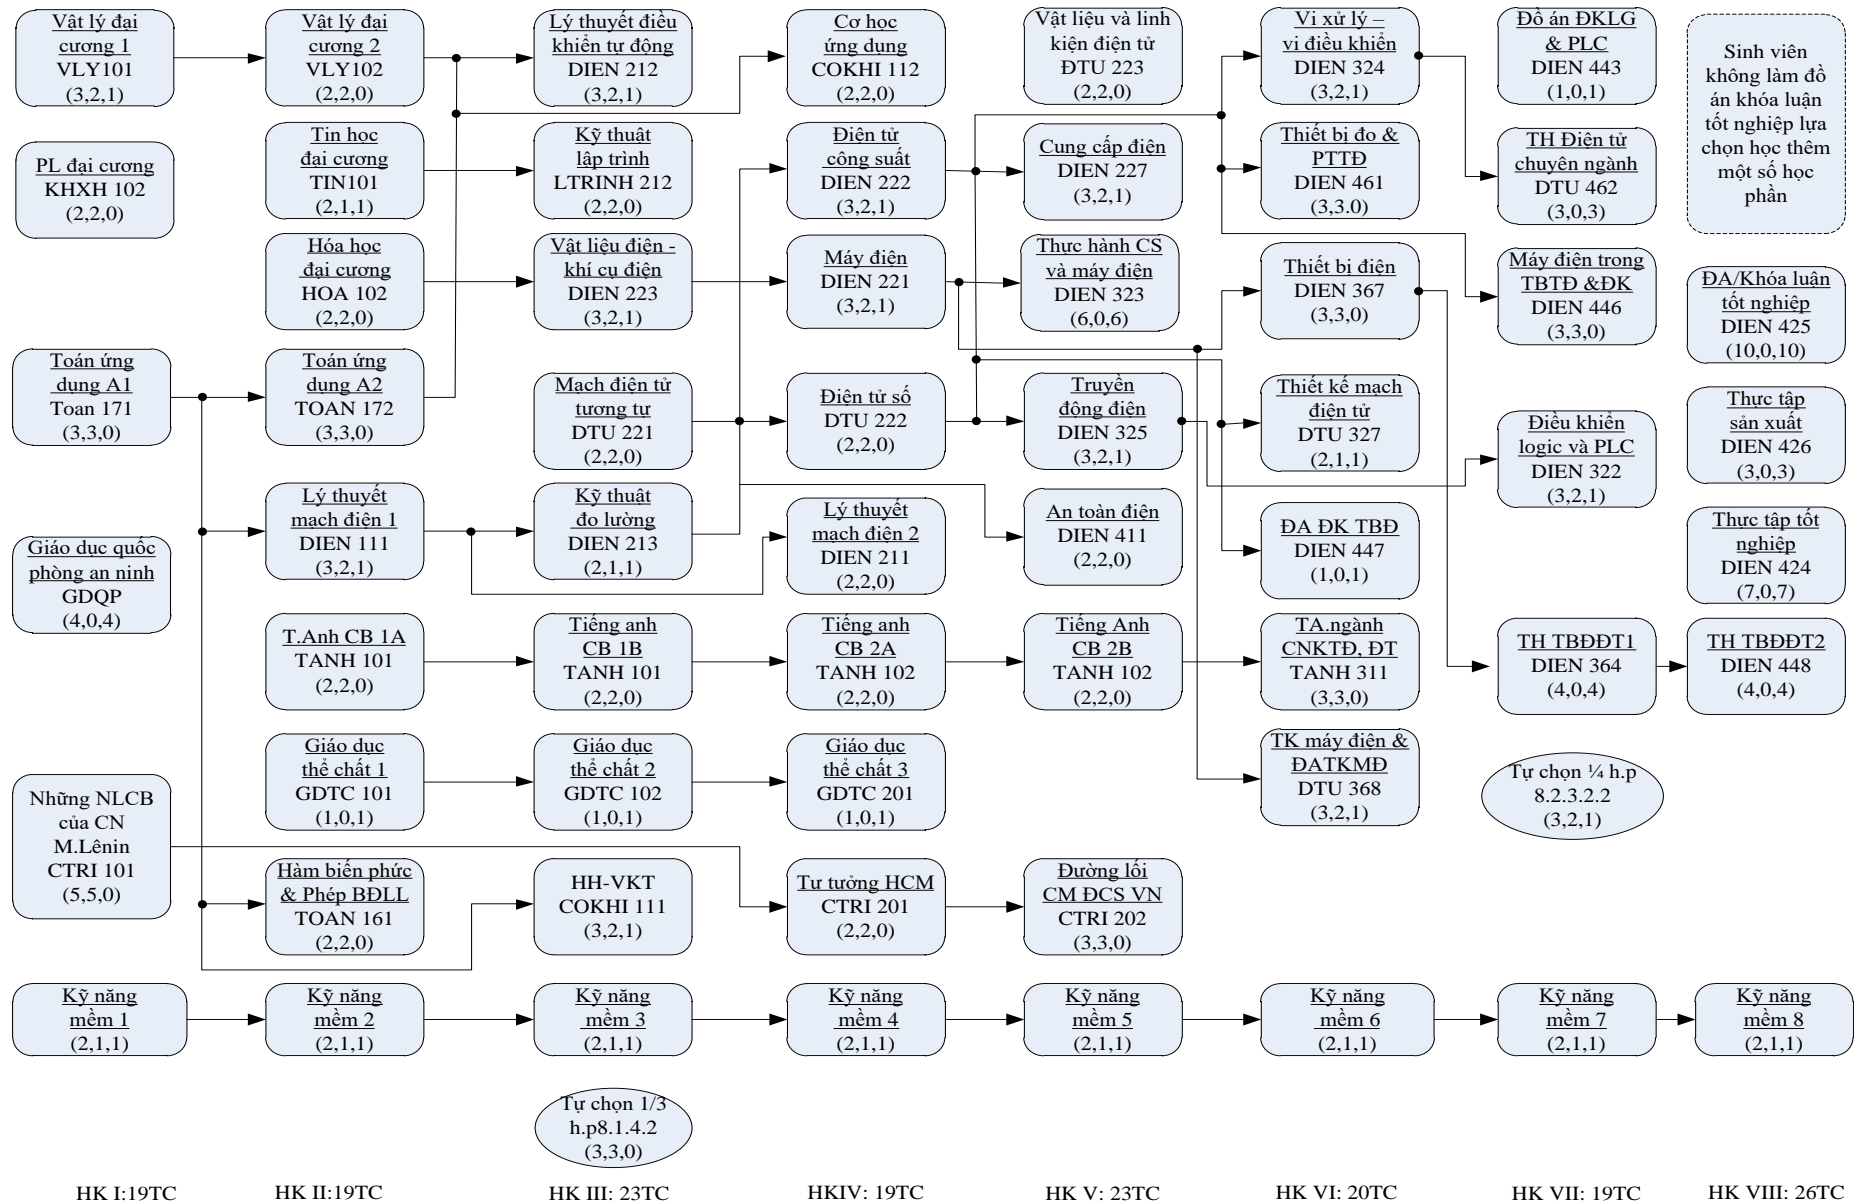 Vật lý đại
cương 1
VLY101
(3,2,1)
PL đại cương
KHXH 102
(2,2,0)
Toán ứng
dụng A1
Toan 171
(3,3,0)
Giáo dục quốc
phòng an ninh
GDQP
(4,0,4)
Những NLCB
của CN
M.Lênin
CTRI 101
(5,5,0)
Kỹ năng
mềm 1
(2,1,1)
HK I:19TC
Vật lý đại
cương 2
VLY102
(2,2,0)
Tin học
đại cương
TIN101
(2,1,1)
Hóa học
đại cương
HOA 102
(2,2,0)
Toán ứng
dụng A2
TOAN 172
(3,3,0)
Lý thuyết
mạch điện 1
DIEN 111
(3,2,1)
T.Anh CB 1A
TANH 101
(2,2,0)
Giáo dục
thể chất 1
GDTC 101
(1,0,1)
Hàm biến phức
& Phép BĐLL
TOAN 161
(2,2,0)
Kỹ năng
mềm 2
(2,1,1)
HK II:19TC
Lý thuyết điều
khiển tự động
DIEN 212
(3,2,1)
Kỹ thuật
lập trình
LTRINH 212
(2,2,0)
Vật liệu điện -
khí cụ điện
DIEN 223
(3,2,1)
Mạch điện tử
tương tự
DTU 221
(2,2,0)
Kỹ thuật
đo lường
DIEN 213
(2,1,1)
Tiếng anh
CB 1B
TANH 101
(2,2,0)
Giáo dục
thể chất 2
GDTC 102
(1,0,1)
HH-VKT
COKHI 111
(3,2,1)
Kỹ năng
mềm 3
(2,1,1)
Tự chọn 1/3
h.p8.1.4.2
(3,3,0)
HK III: 23TC
Cơ học
ứng dụng
COKHI 112
(2,2,0)
Điện tử
công suất
DIEN 222
(3,2,1)
Máy điện
DIEN 221
(3,2,1)
Điện tử số
DTU 222
(2,2,0)
Lý thuyết
mạch điện 2
DIEN 211
(2,2,0)
Tiếng anh
CB 2A
TANH 102
(2,2,0)
Giáo dục
thể chất 3
GDTC 201
(1,0,1)
Tư tưởng HCM
CTRI 201
(2,2,0)
Kỹ năng
mềm 4
(2,1,1)
HKIV: 19TC
Vật liệu và linh
kiện điện tử
ĐTU 223
(2,2,0)
Cung cấp điện
DIEN 227
(3,2,1)
Thực hành CS
và máy điện
DIEN 323
(6,0,6)
Truyền
động điện
DIEN 325
(3,2,1)
An toàn điện
DIEN 411
(2,2,0)
Tiếng Anh
CB 2B
TANH 102
(2,2,0)
Đường lối
CM ĐCS VN
CTRI 202
(3,3,0)
Kỹ năng
mềm 5
(2,1,1)
HK V: 23TC
Vi xử lý –
vi điều khiển
DIEN 324
(3,2,1)
Thiết bị đo &
PTTĐ
DIEN 461
(3,3.0)
Thiết bị điện
DIEN 367
(3,3,0)
Thiết kế mạch
điện tử
DTU 327
(2,1,1)
ĐA ĐK TBĐ
DIEN 447
(1,0,1)
TA.ngành
CNKTĐ, ĐT
TANH 311
(3,3,0)
TK máy điện &
ĐATKMĐ
DTU 368
(3,2,1)
Kỹ năng
mềm 6
(2,1,1)
HK VI: 20TC
Đồ án ĐKLG
& PLC
DIEN 443
(1,0,1)
TH Điện tử
chuyên ngành
DTU 462
(3,0,3)
Máy điện trong
TBTĐ &ĐK
DIEN 446
(3,3,0)
Điều khiển
logic và PLC
DIEN 322
(3,2,1)
TH TBĐĐT1
DIEN 364
(4,0,4)
Tự chọn ¼ h.p
8.2.3.2.2
(3,2,1)
Kỹ năng
mềm 7
(2,1,1)
HK VII: 19TC
Sinh viên
không làm đồ
án khóa luận
tốt nghiệp lựa
chọn học thêm
một số học
phần
ĐA/Khóa luận
tốt nghiệp
DIEN 425
(10,0,10)
Thực tập
sản xuất
DIEN 426
(3,0,3)
Thực tập tốt
nghiệp
DIEN 424
(7,0,7)
TH TBĐĐT2
DIEN 448
(4,0,4)
Kỹ năng
mềm 8
(2,1,1)
HK VIII: 26TC